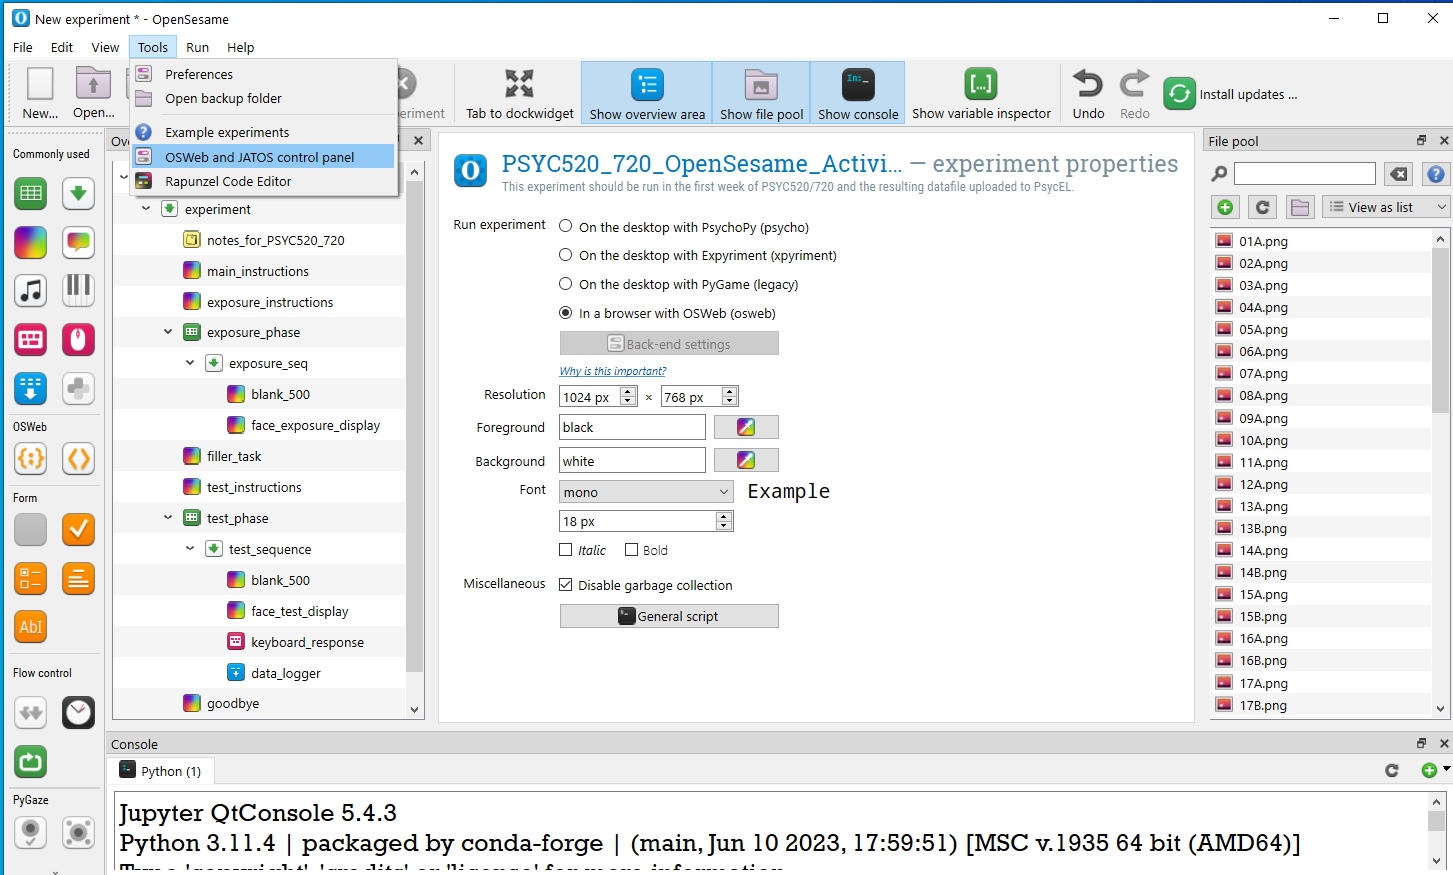 New experiment * - OpenSesame
File Edit View Tools Run Help
Preferences
Open backup folder
Example experiments
OSWeb and JATOS control panel
Rapunzel Code Editor
New... Open... Tab to dockwidget Show overview area Show file pool Show console Show variable inspector Undo Redo Install updates ...
In:_
[...]
Commonly used
OSWeb
Form
AbI
Flow control
PyGaze
experiment
notes_for_PSYC520_720
main_instructions
exposure_instructions
exposure_phase
exposure_seq
blank_500
face_exposure_display
filler_task
test_instructions
test_phase
test_sequence
blank_500
face_test_display
keyboard_response
data_logger
goodbye
PSYC520_720_OpenSesame_Activi... — experiment properties
This experiment should be run in the first week of PSYC520/720 and the resulting datafile uploaded to PsycEL.
Run experiment
On the desktop with PsychoPy (psycho)
On the desktop with Expyriment (xpyriment)
On the desktop with PyGame (legacy)
In a browser with OSWeb (osweb)
Back-end settings
Why is this important?
Resolution 1024 px × 768 px
Foreground black
Background white
Font mono Example
18 px
Italic Bold
Miscellaneous Disable garbage collection
General script
File pool
View as list
01A.png
02A.png
03A.png
04A.png
05A.png
06A.png
07A.png
08A.png
09A.png
10A.png
11A.png
12A.png
13A.png
13B.png
14A.png
14B.png
15A.png
15B.png
16A.png
16B.png
17A.png
17B.png
Console
Python (1)
Jupyter QtConsole 5.4.3
Python 3.11.4 | packaged by conda-forge | (main, Jun 10 2023, 17:59:51) [MSC v.1935 64 bit (AMD64)]
Type 'copyright', 'credits' or 'license' for more information